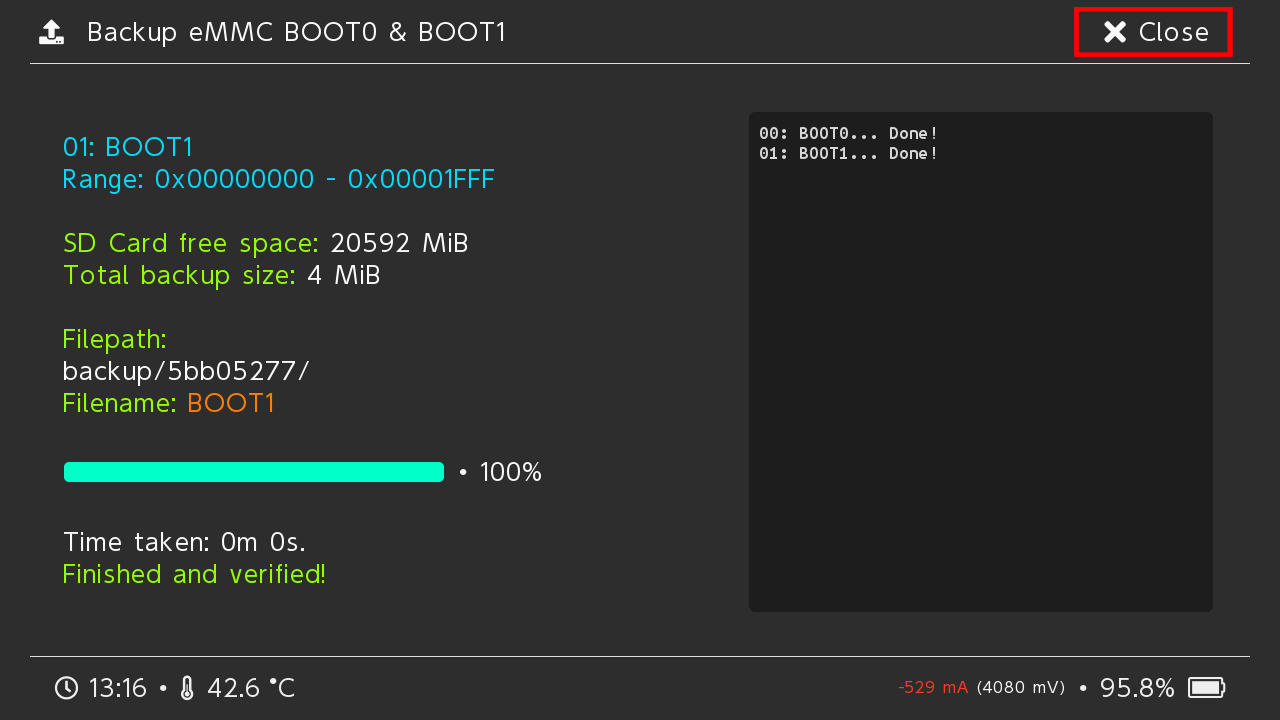 Backup eMMC BOOT0 & BOOT1
Close
01: BOOT1
Range: 0x00000000 - 0x00001FFF
SD Card free space: 20592 MiB
Total backup size: 4 MiB
Filepath:
backup/5bb05277/
Filename: BOOT1
• 100%
Time taken: 0m 0s.
Finished and verified!
00: BOOT0... Done!
01: BOOT1... Done!
13:16 • 42.6 °C
-529 mA (4080 mV) • 95.8%